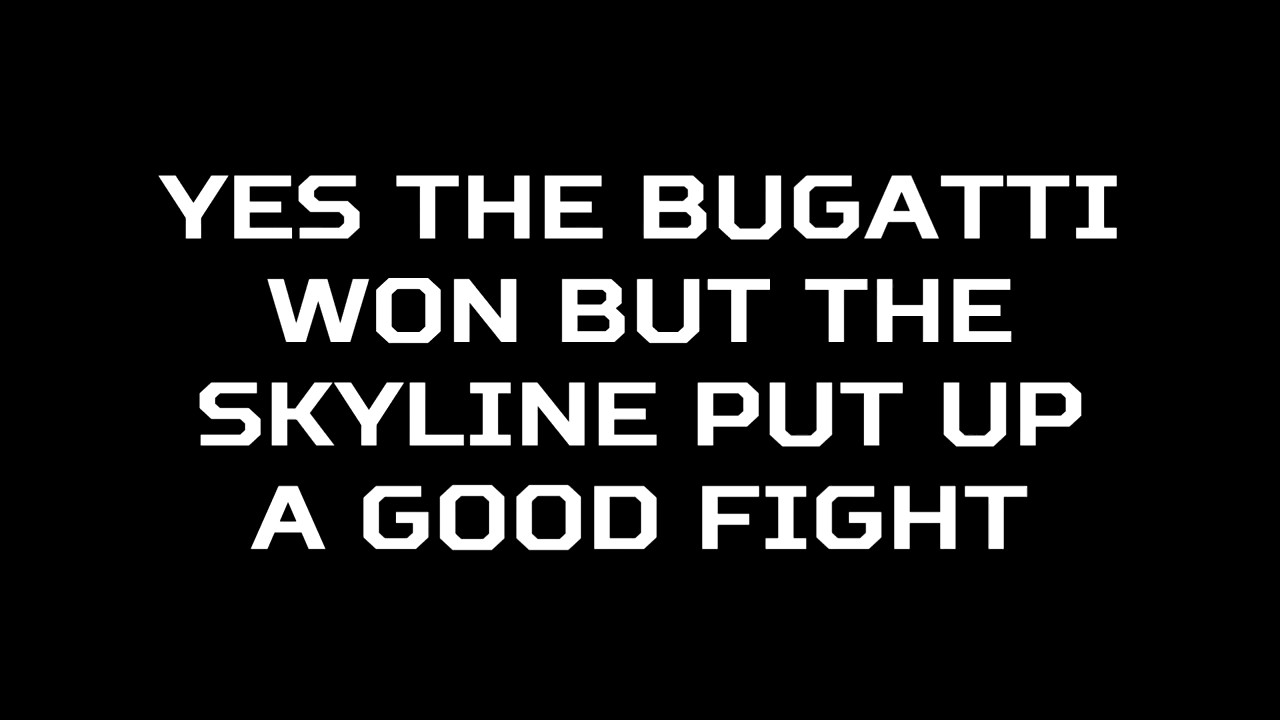 YES THE BUGATTI
WON BUT THE
SKYLINE PUT UP
A GOOD FIGHT